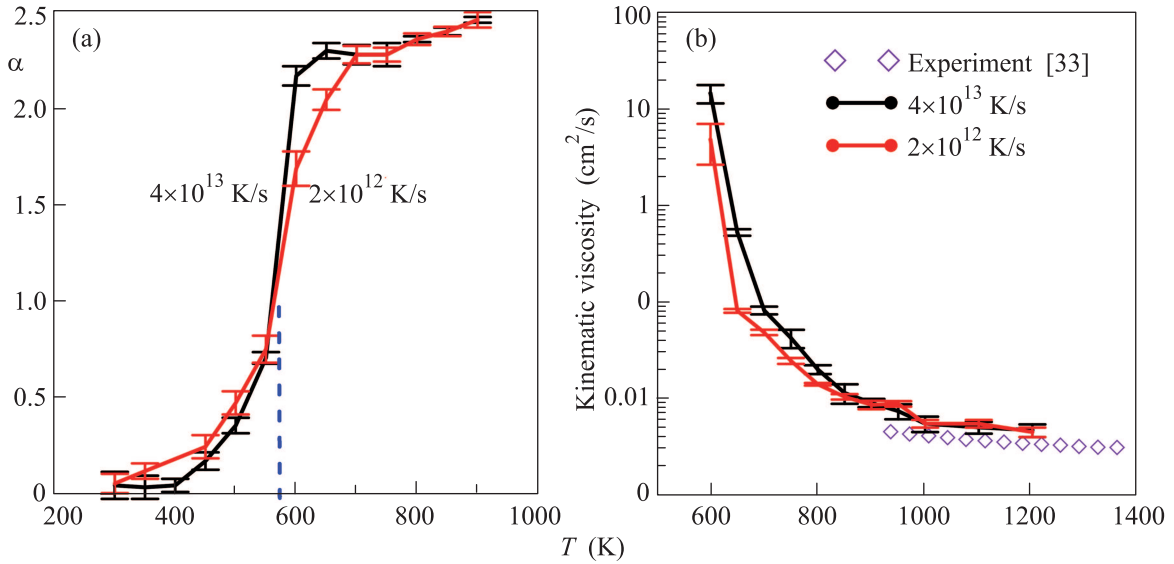 (a)
α
2.5
2.0
1.5
1.0
0.5
0
4×10¹³ K/s
2×10¹² K/s
200
400
600
800
1000
(b)
Kinematic viscosity (cm²/s)
100
10
1
0
0.01
Experiment [33]
4×10¹³ K/s
2×10¹² K/s
600
800
1000
1200
1400
T (K)